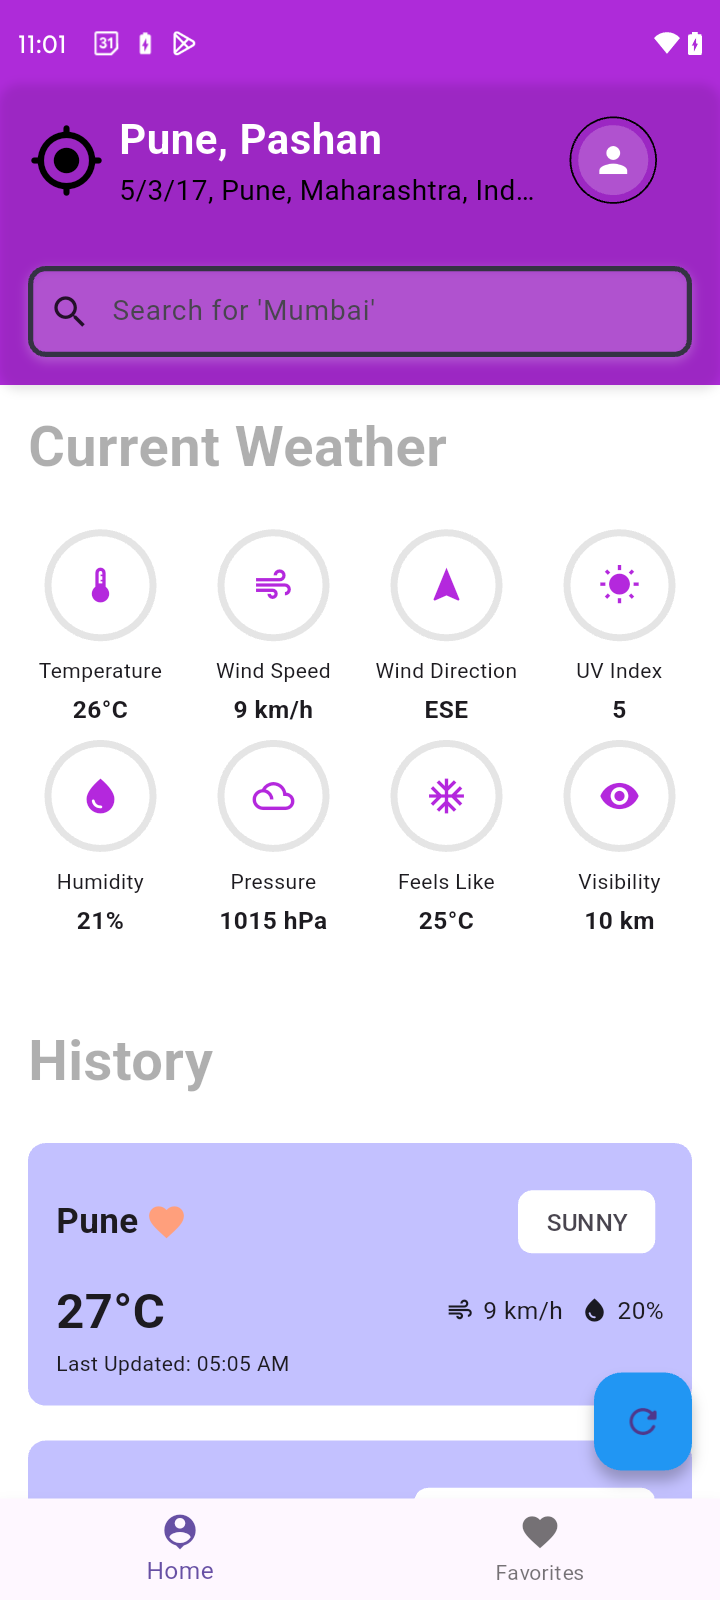 11:01
31
Pune, Pashan
5/3/17, Pune, Maharashtra, Ind...
Search for 'Mumbai'
Current Weather
Temperature Wind Speed Wind Direction UV Index
26°C 9 km/h ESE 5
Humidity Pressure Feels Like Visibility
21% 1015 hPa 25°C 10 km
History
Pune SUNNY
27°C 9 km/h 20%
Last Updated: 05:05 AM
Home Favorites